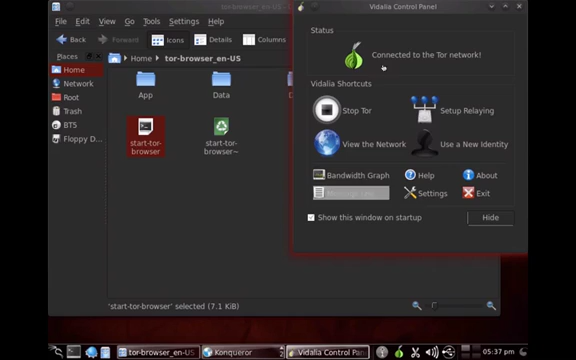 tor-browser_en-US
File Edit View Go Tools Settings Help
Back Forward Icons Details Columns
Places
Home
Network
Root
Trash
BT5
Floppy D...
Home tor-browser_en-US
App Data
start-tor-
browser
start-tor-
browser~
'start-tor-browser' selected (7.1 KiB)
Vidalia Control Panel
Status
Connected to the Tor network!
Vidalia Shortcuts
Stop Tor Setup Relaying
View the Network Use a New Identity
Bandwidth Graph Help About
Settings Exit
Show this window on startup Hide
tor-browser_en-US Konqueror 2 Vidalia Control Pan 05:37 pm